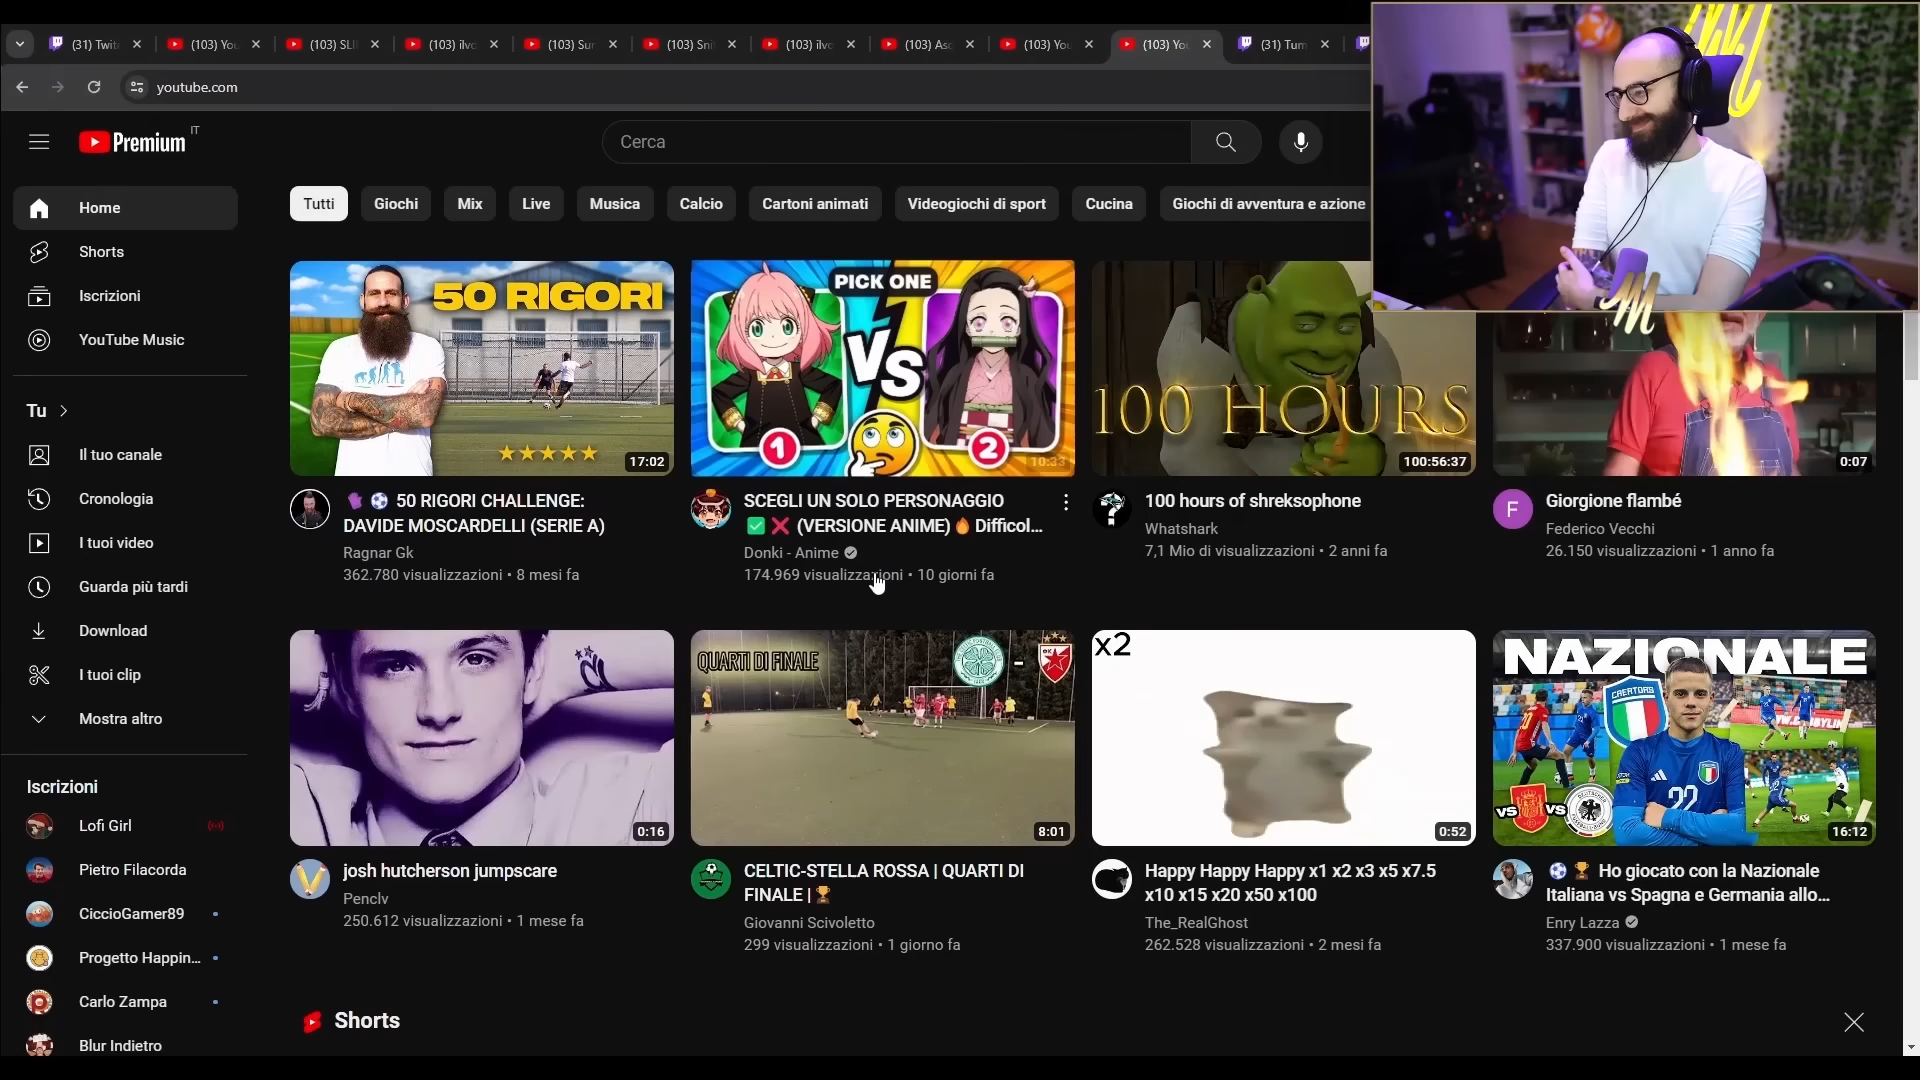 (31) Twit
(103) You
(103) SLI
(103) ilvo
(103) Sur
(103) Sni
(103) ilvo
(103) Asc
(103) You
(103) You
(31) Tum
youtube.com
Premium
IT
Cerca
Tutti
Giochi
Mix
Live
Musica
Calcio
Cartoni animati
Videogiochi di sport
Cucina
Giochi di avventura e azione
Home
Shorts
Iscrizioni
YouTube Music
Tu
Il tuo canale
Cronologia
I tuoi video
Guarda più tardi
Download
I tuoi clip
Mostra altro
Iscrizioni
Lofi Girl
Pietro Filacorda
CiccioGamer89
Progetto Happin...
Carlo Zampa
Blur Indietro
50 RIGORI
17:02
50 RIGORI CHALLENGE:
DAVIDE MOSCARDELLI (SERIE A)
Ragnar Gk
362.780 visualizzazioni • 8 mesi fa
PICK ONE
VS
1
2
10:33
SCEGLI UN SOLO PERSONAGGIO
(VERSIONE ANIME) Difficol...
Donki - Anime
174.969 visualizzazioni • 10 giorni fa
100 HOURS
100:56:37
100 hours of shreksophone
Whatshark
7,1 Mio di visualizzazioni • 2 anni fa
0:07
F
Giorgione flambé
Federico Vecchi
26.150 visualizzazioni • 1 anno fa
0:16
josh hutcherson jumpscare
Penclv
250.612 visualizzazioni • 1 mese fa
QUARTI DI FINALE
-
8:01
CELTIC-STELLA ROSSA | QUARTI DI
FINALE |
Giovanni Scivoletto
299 visualizzazioni • 1 giorno fa
x2
0:52
Happy Happy Happy x1 x2 x3 x5 x7.5
x10 x15 x20 x50 x100
The_RealGhost
262.528 visualizzazioni • 2 mesi fa
NAZIONALE
CREATORS
VS
VS
22
16:12
Ho giocato con la Nazionale
Italiana vs Spagna e Germania allo...
Enry Lazza
337.900 visualizzazioni • 1 mese fa
Shorts